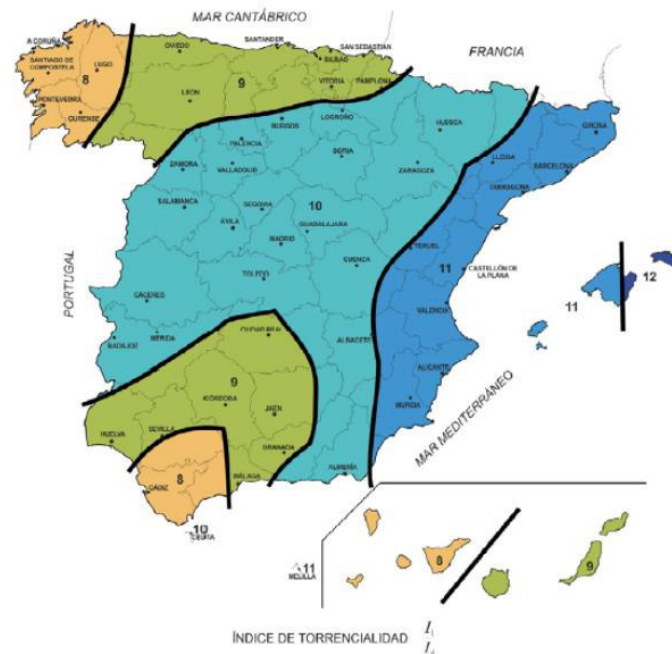 MAR CANTÁBRICO
A CORUÑA
LUGO
SANTIAGO DE
COMPOSTELA
8
PONTEVEDRA
OURENSE
OVIEDO
SANTANDER
BILBAO
SAN SEBASTIÁN
FRANCIA
LEÓN
9
VITORIA
PAMPLONA
BURGOS
LOGROÑO
HUESCA
PALENCIA
GIRONA
LLEIDA
BARCELONA
ZAMORA
VALLADOLID
SORIA
ZARAGOZA
TARRAGONA
SALAMANCA
SEGOVIA
10
ÁVILA
GUADALAJARA
MADRID
TERUEL
CUENCA
11
CASTELLÓN DE
LA PLANA
12
11
PORTUGAL
TOLEDO
CÁCERES
VALENCIA
BADAJOZ
MÉRIDA
CIUDAD REAL
ALBACETE
ALICANTE
9
CÓRDOBA
JAÉN
MURCIA
MAR MEDITERRÁNEO
HUELVA
SEVILLA
GRANADA
8
CÁDIZ
MÁLAGA
ALMERÍA
10
CEUTA
11
MELILLA
8
9
ÍNDICE DE TORRENCIALIDAD